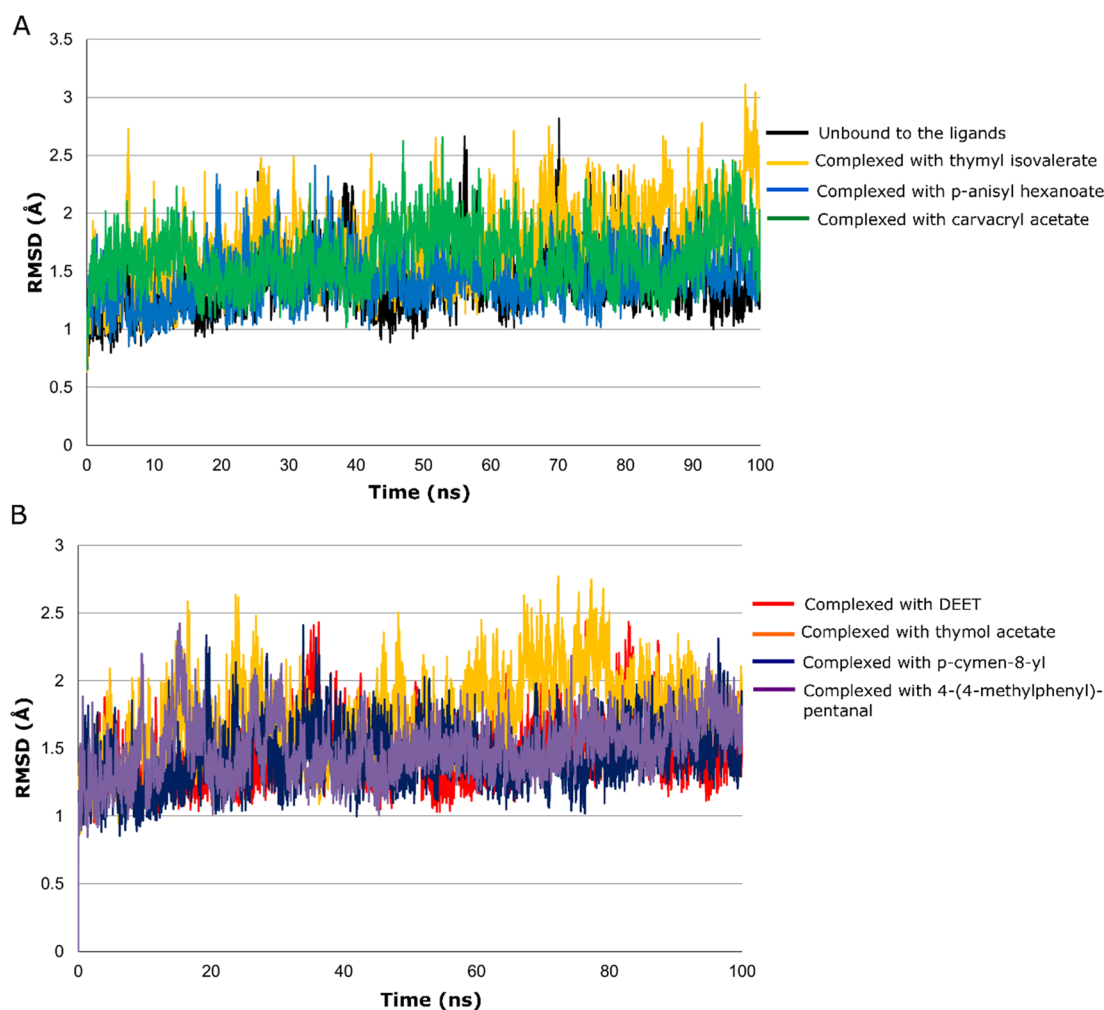 A
3.5
3
2.5
2
1.5
1
0.5
0
RMSD (Å)
0 10 20 30 40 50 60 70 80 90 100
Time (ns)
Unbound to the ligands
Complexed with thymyl isovalerate
Complexed with p-anisyl hexanoate
Complexed with carvacryl acetate
B
3
2.5
2
1.5
1
0.5
0
RMSD (Å)
0 20 40 60 80 100
Time (ns)
Complexed with DEET
Complexed with thymol acetate
Complexed with p-cymen-8-yl
Complexed with 4-(4-methylphenyl)-
pentanal